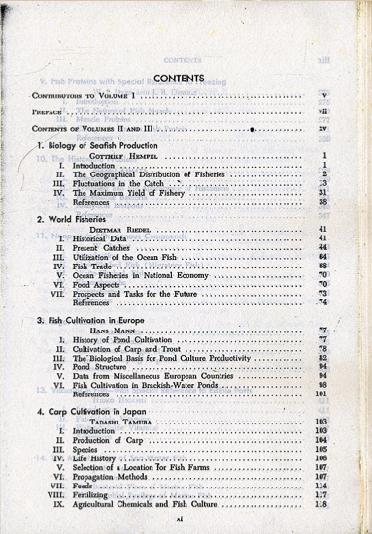 CONTENTS
CONTRIBUTORS TO VOLUME I v
PREFACE vii
CONTENTS OF VOLUMES II AND III xv
1. Biology of Seafish Production
GOTTHILF HEMPEL 1
I. Introduction 1
II. The Geographical Distribution of Fisheries 2
III. Fluctuations in the Catch
IV. The Maximum Yield of Fishery 31
References 38
2. World Fisheries
DIETMAR RIEDEL 41
I. Historical Data 41
II. Present Catches 44
III. Utilization of the Ocean Fish 64
IV. Fish Trade 68
V. Ocean Fisheries in National Economy 70
VI. Food Aspects 70
VII. Prospects and Tasks for the Future 73
References 74
3. Fish Cultivation in Europe
HANS MANN 77
I. History of Pond Cultivation 77
II. Cultivation of Carp and Trout 78
III. The Biological Basis for Pond Culture Productivity 82
IV. Pond Structure 94
V. Data from Miscellaneous European Countries 94
VI. Fish Cultivation in Brackish-Water Ponds 98
References 101
4. Carp Cultivation in Japan
TADASHI TAMURA 103
I. Introduction 103
II. Production of Carp 104
III. Species 105
IV. Life History 106
V. Selection of a Location for Fish Farms 107
VI. Propagation Methods 107
VII. Feeds 114
VIII. Fertilizing 117
IX. Agricultural Chemicals and Fish Culture 118
xi